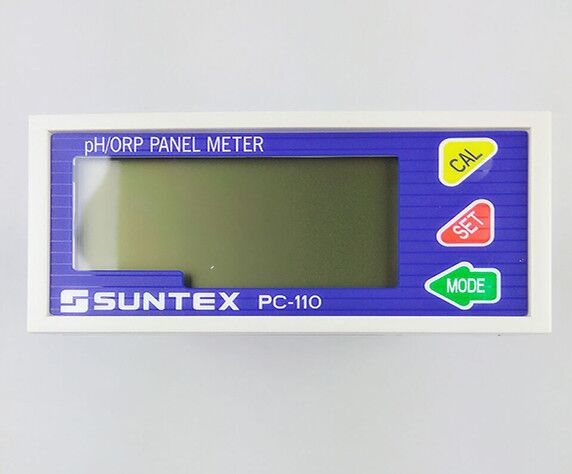 pH/ORP PANEL METER
CAL
SET
MODE
SUNTEX PC-110